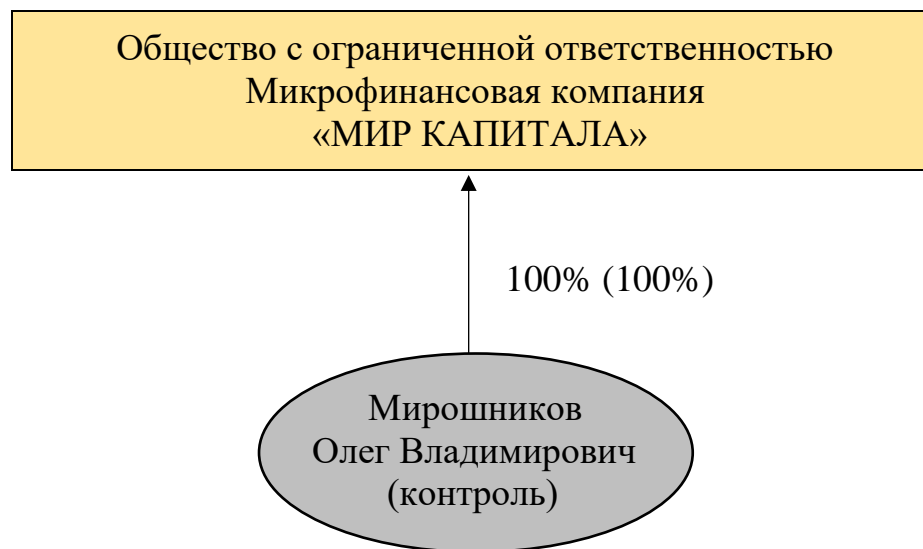 Общество с ограниченной ответственностью
Микрофинансовая компания
«МИР КАПИТАЛА»
100% (100%)
Мирошников
Олег Владимирович
(контроль)